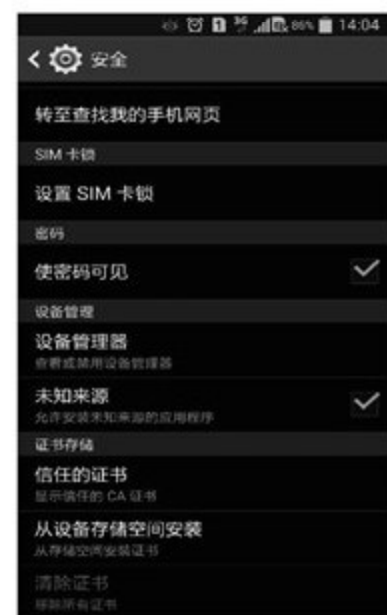 86% 14:04
安全
转至查找我的手机网页
SIM 卡锁
设置 SIM 卡锁
密码
使密码可见
设备管理
设备管理器
查看或禁用设备管理器
未知来源
允许安装未知来源的应用程序
证书存储
信任的证书
显示信任的 CA 证书
从设备存储空间安装
从存储空间安装证书
清除证书
移除所有证书